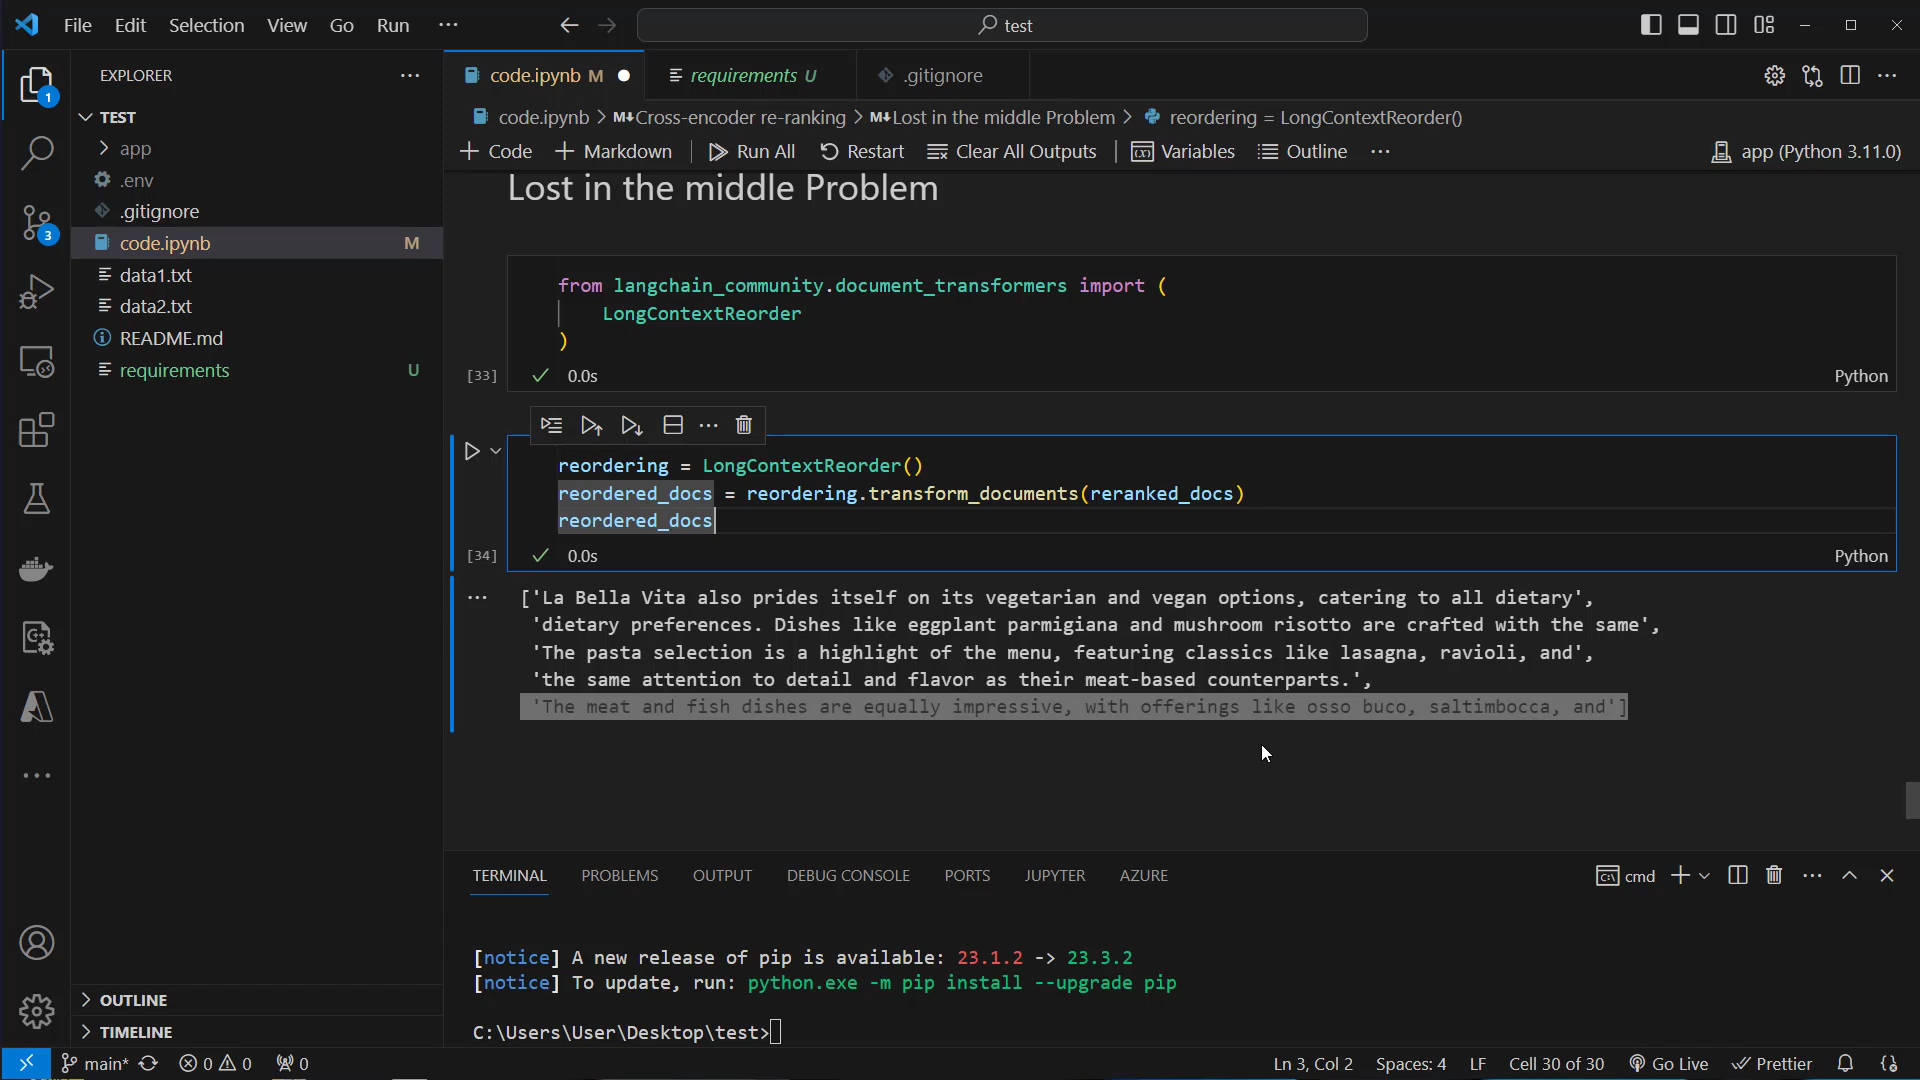 File Edit Selection View Go Run ··· test
EXPLORER
1
TEST
app
.env
.gitignore
code.ipynb M
data1.txt
data2.txt
README.md
requirements U
3
OUTLINE
TIMELINE
code.ipynb M requirements U .gitignore
code.ipynb > M↓Cross-encoder re-ranking > M↓Lost in the middle Problem > reordering = LongContextReorder()
+ Code + Markdown Run All Restart Clear All Outputs Variables Outline ··· app (Python 3.11.0)
Lost in the middle Problem
from langchain_community.document_transformers import (
LongContextReorder
)
[33] ✓ 0.0s Python
reordering = LongContextReorder()
reordered_docs = reordering.transform_documents(reranked_docs)
reordered_docs
[34] ✓ 0.0s Python
['La Bella Vita also prides itself on its vegetarian and vegan options, catering to all dietary',
'dietary preferences. Dishes like eggplant parmigiana and mushroom risotto are crafted with the same',
'The pasta selection is a highlight of the menu, featuring classics like lasagna, ravioli, and',
'the same attention to detail and flavor as their meat-based counterparts.',
'The meat and fish dishes are equally impressive, with offerings like osso buco, saltimbocca, and']
TERMINAL PROBLEMS OUTPUT DEBUG CONSOLE PORTS JUPYTER AZURE cmd
[notice] A new release of pip is available: 23.1.2 -> 23.3.2
[notice] To update, run: python.exe -m pip install --upgrade pip
C:\Users\User\Desktop\test>
main* 0 0 0 Ln 3, Col 2 Spaces: 4 LF Cell 30 of 30 Go Live Prettier